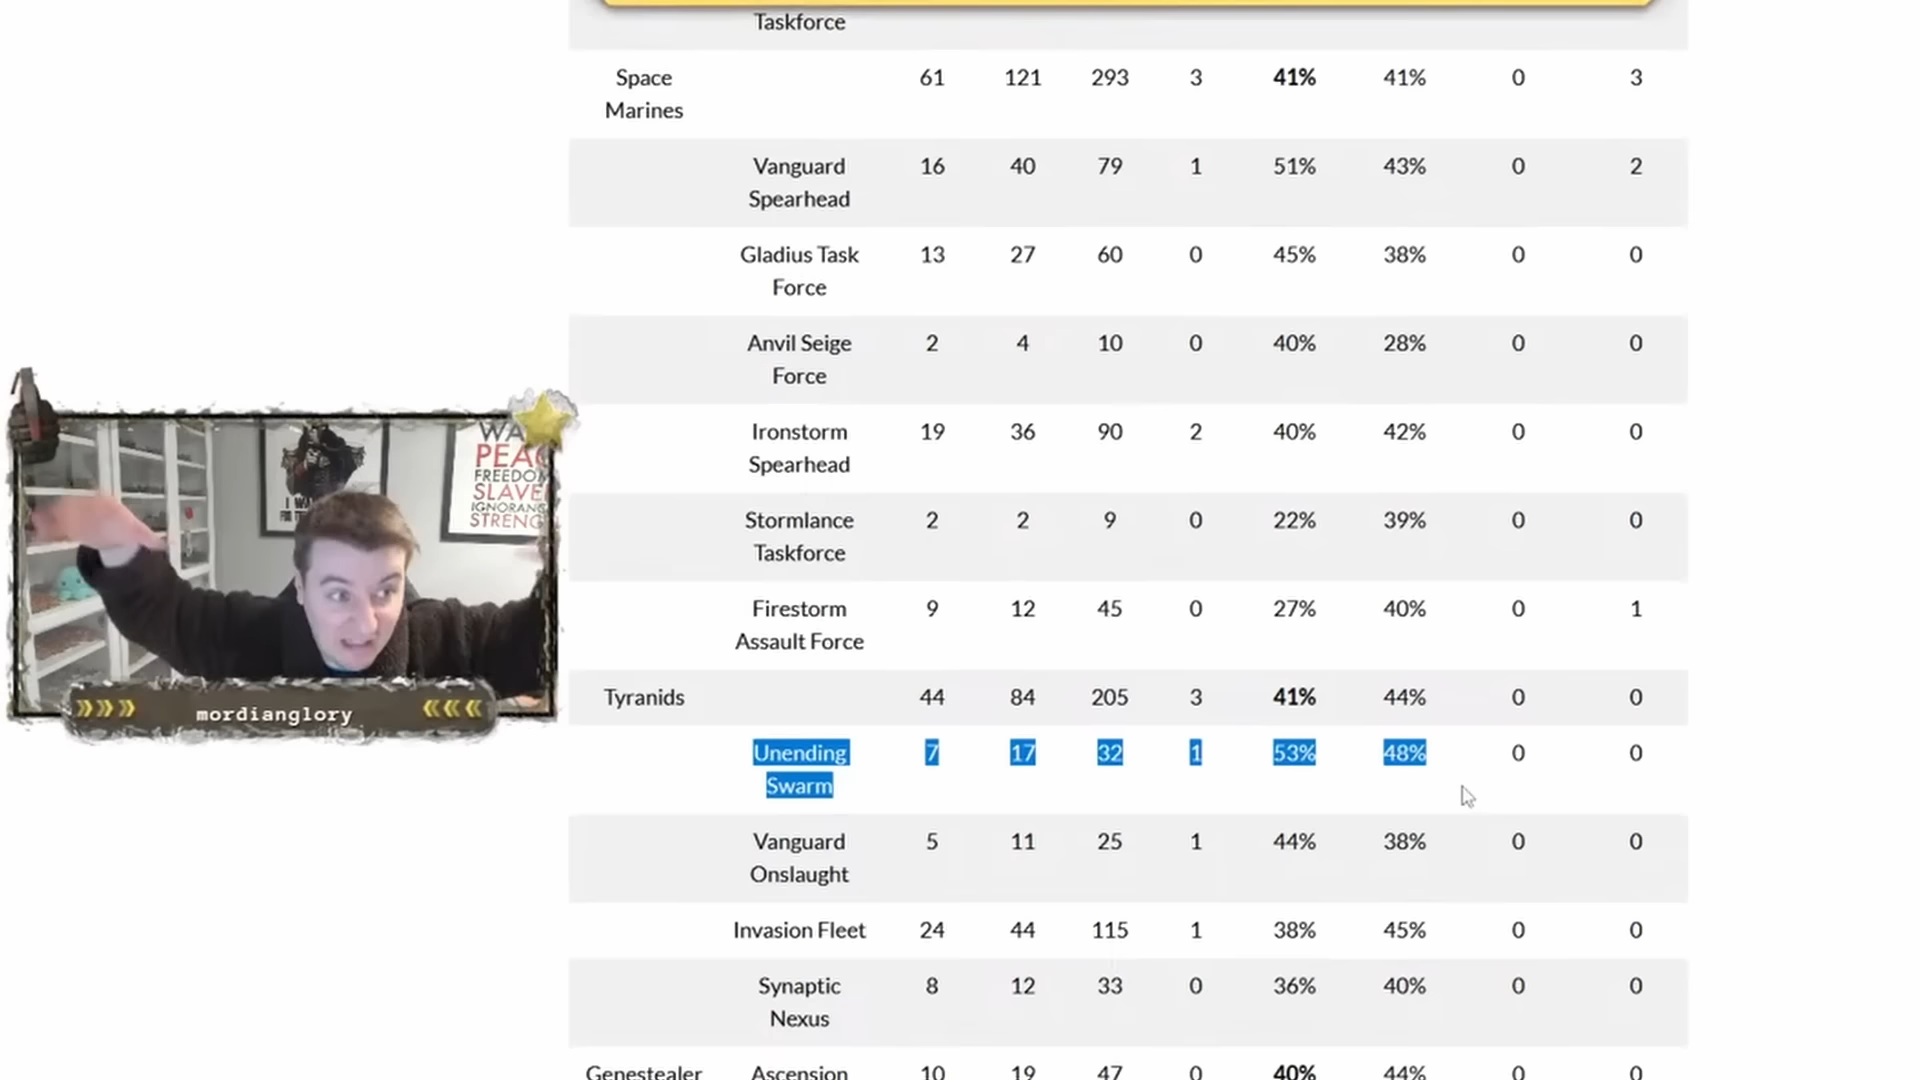 Taskforce
Space Marines 61 121 293 3 41% 41% 0 3
Vanguard Spearhead 16 40 79 1 51% 43% 0 2
Gladius Task Force 13 27 60 0 45% 38% 0 0
Anvil Seige Force 2 4 10 0 40% 28% 0 0
Ironstorm Spearhead 19 36 90 2 40% 42% 0 0
Stormlance Taskforce 2 2 9 0 22% 39% 0 0
Firestorm Assault Force 9 12 45 0 27% 40% 0 1
Tyranids 44 84 205 3 41% 44% 0 0
Unending Swarm 7 17 32 1 53% 48% 0 0
Vanguard Onslaught 5 11 25 1 44% 38% 0 0
Invasion Fleet 24 44 115 1 38% 45% 0 0
Synaptic Nexus 8 12 33 0 36% 40% 0 0
Genestealer Ascension 10 19 47 0 40% 44% 0 0
WA
PEAC
FREEDOM
SLAVE
IGNORANC
STRENG
mordianglory